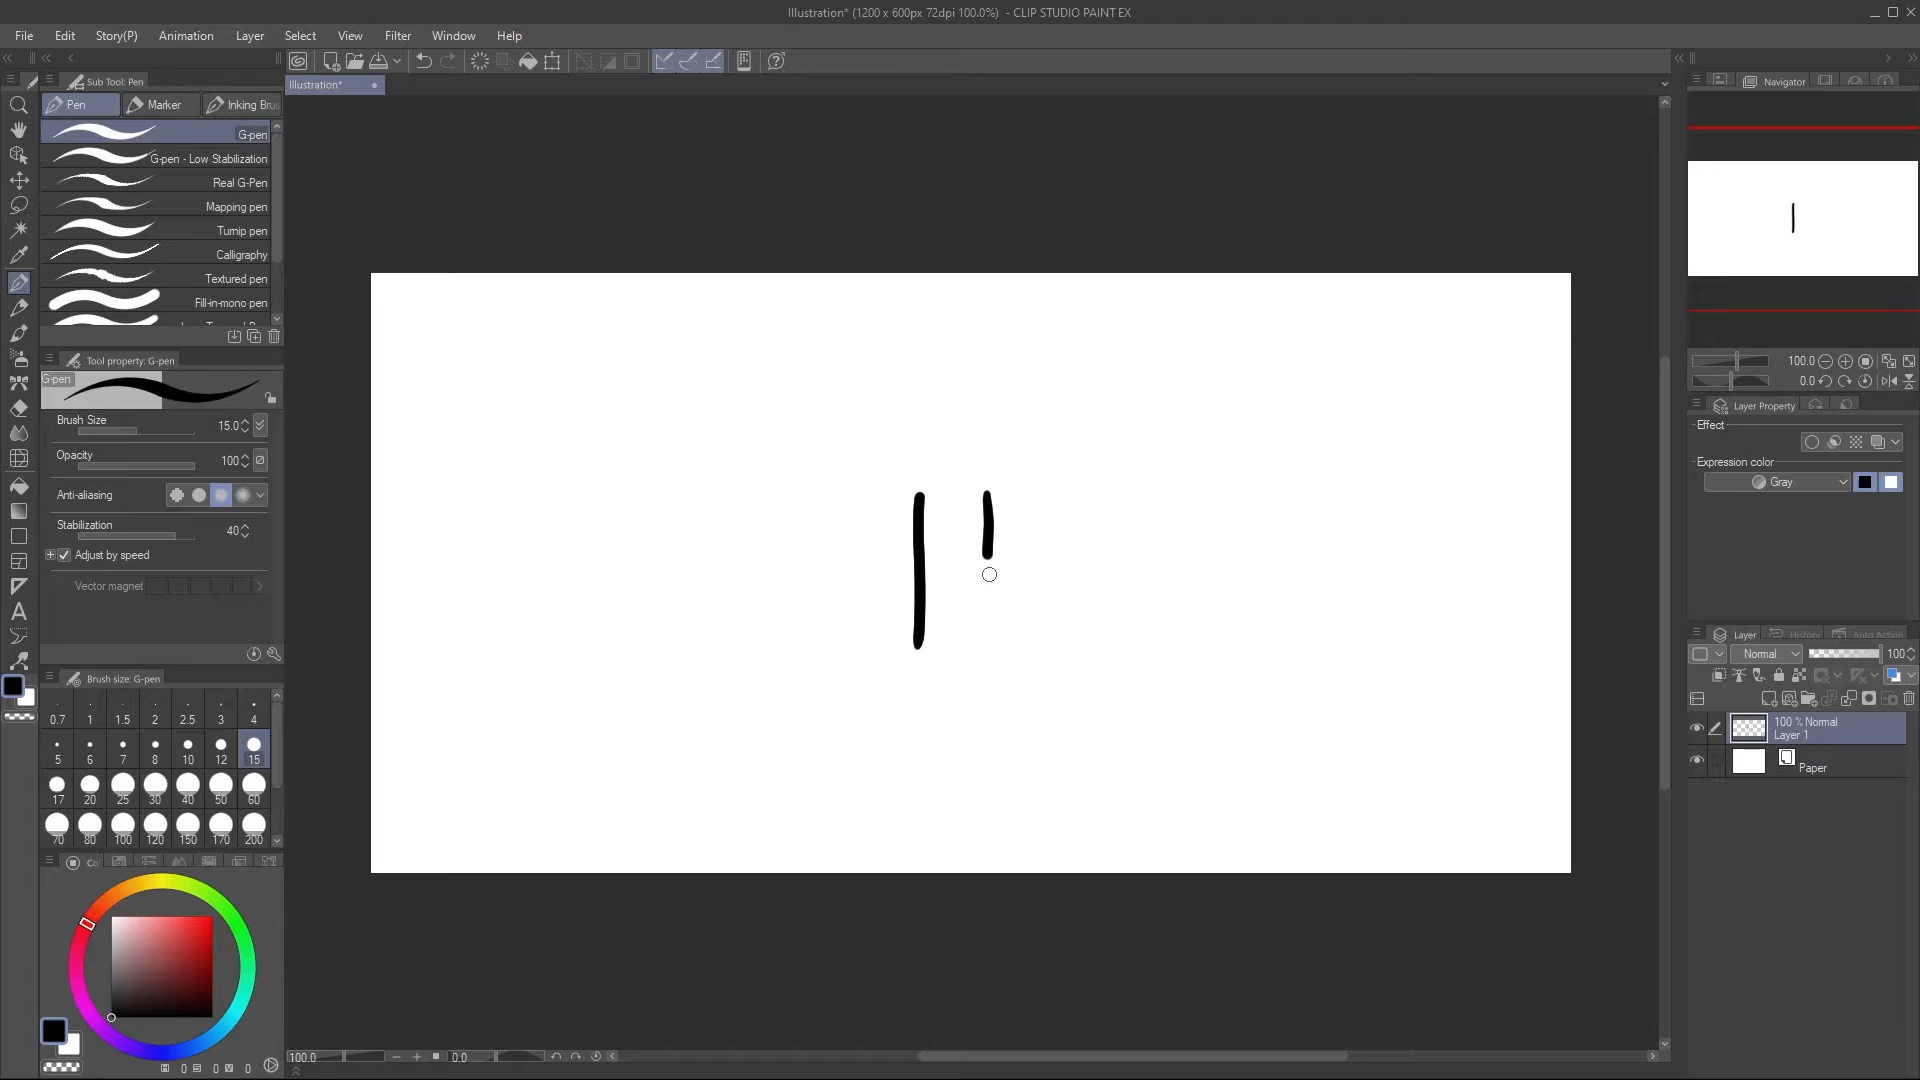 Illustration* (1200 x 600px 72dpi 100.0%) - CLIP STUDIO PAINT EX
File Edit Story(P) Animation Layer Select View Filter Window Help
Sub Tool: Pen
Illustration*
Navigator
Pen Marker Inking Brus
G-pen
G-pen - Low Stabilization
Real G-Pen
Mapping pen
Turnip pen
Calligraphy
Textured pen
Fill-in-mono pen
Tool property: G-pen
G-pen
Brush Size 15.0
Opacity 100
Anti-aliasing
Stabilization 40
Adjust by speed
Vector magnet
Brush size: G-pen
0.7 1 1.5 2 2.5 3 4
5 6 7 8 10 12 15
17 20 25 30 40 50 60
70 80 100 120 150 170 200
0 0 0
100.0 0.0
100.0
0.0
Layer Property
Effect
Expression color
Gray
Layer History Auto Action
Normal 100
100 % Normal
Layer 1
Paper